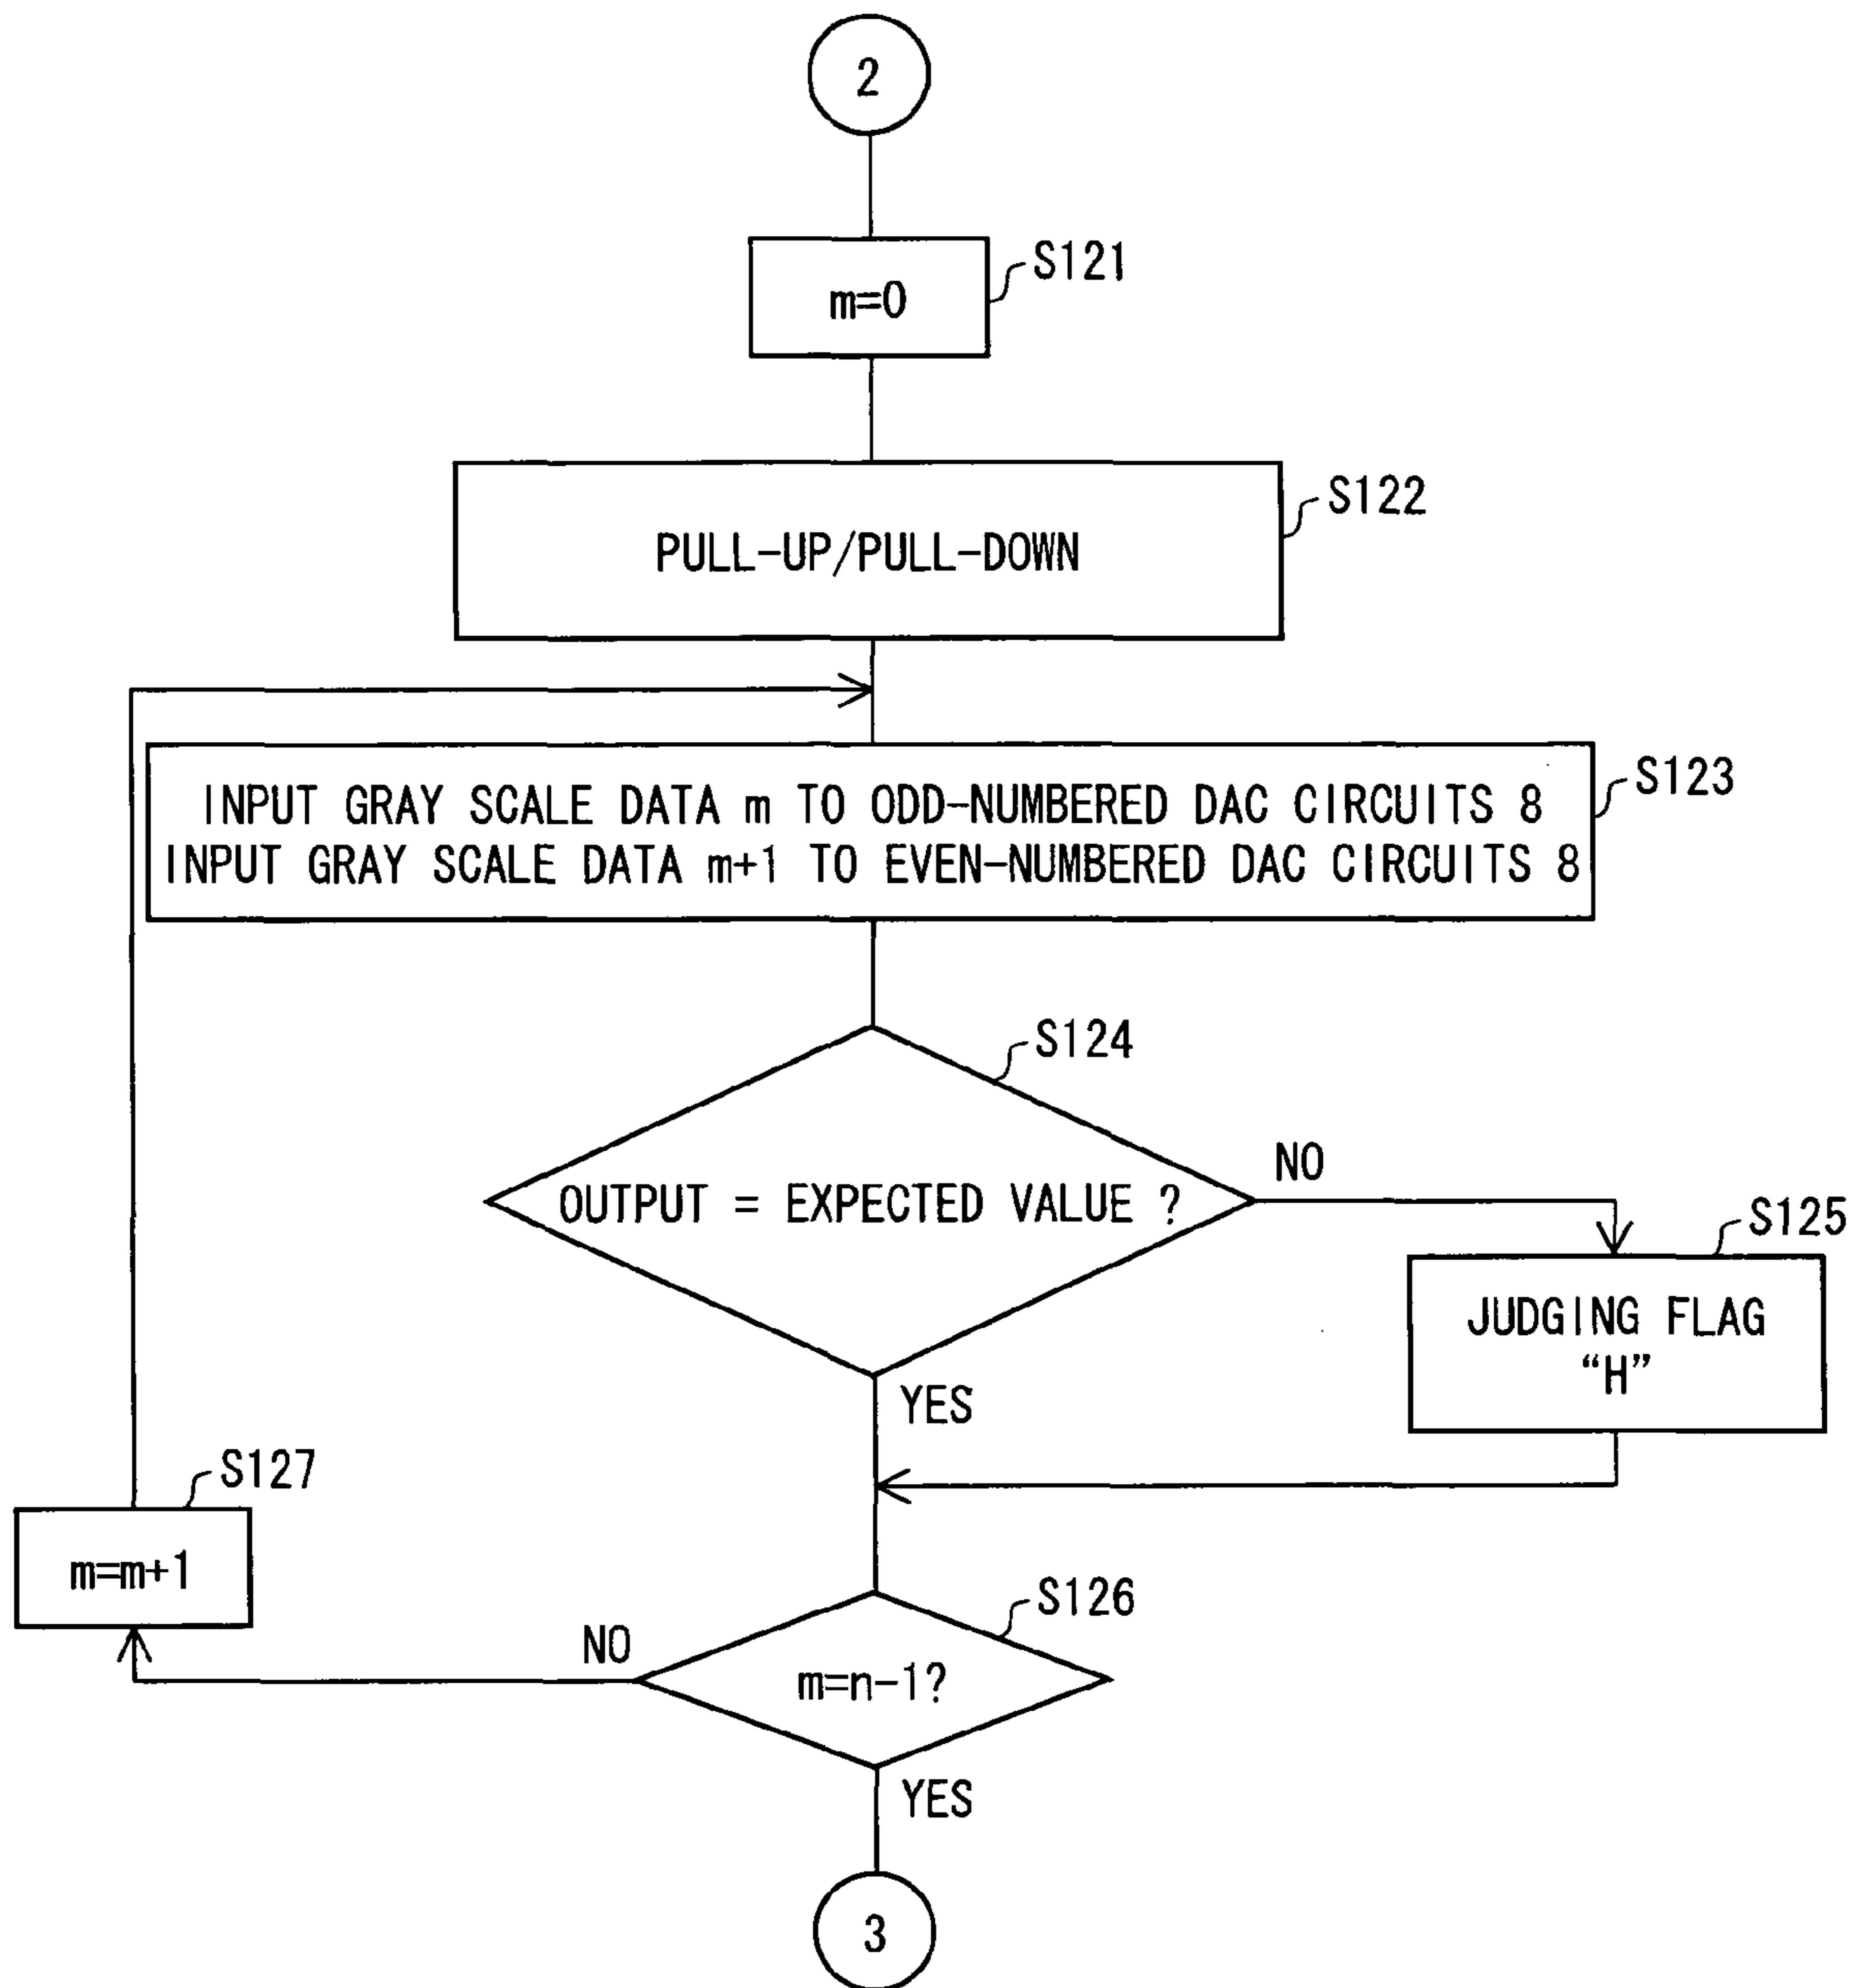 2
S121
m=0
S122
PULL-UP/PULL-DOWN
S123
INPUT GRAY SCALE DATA m TO ODD-NUMBERED DAC CIRCUITS 8
INPUT GRAY SCALE DATA m+1 TO EVEN-NUMBERED DAC CIRCUITS 8
S124
OUTPUT = EXPECTED VALUE ?
NO
S125
JUDGING FLAG
“H”
YES
S127
m=m+1
S126
NO
m=n-1?
YES
3